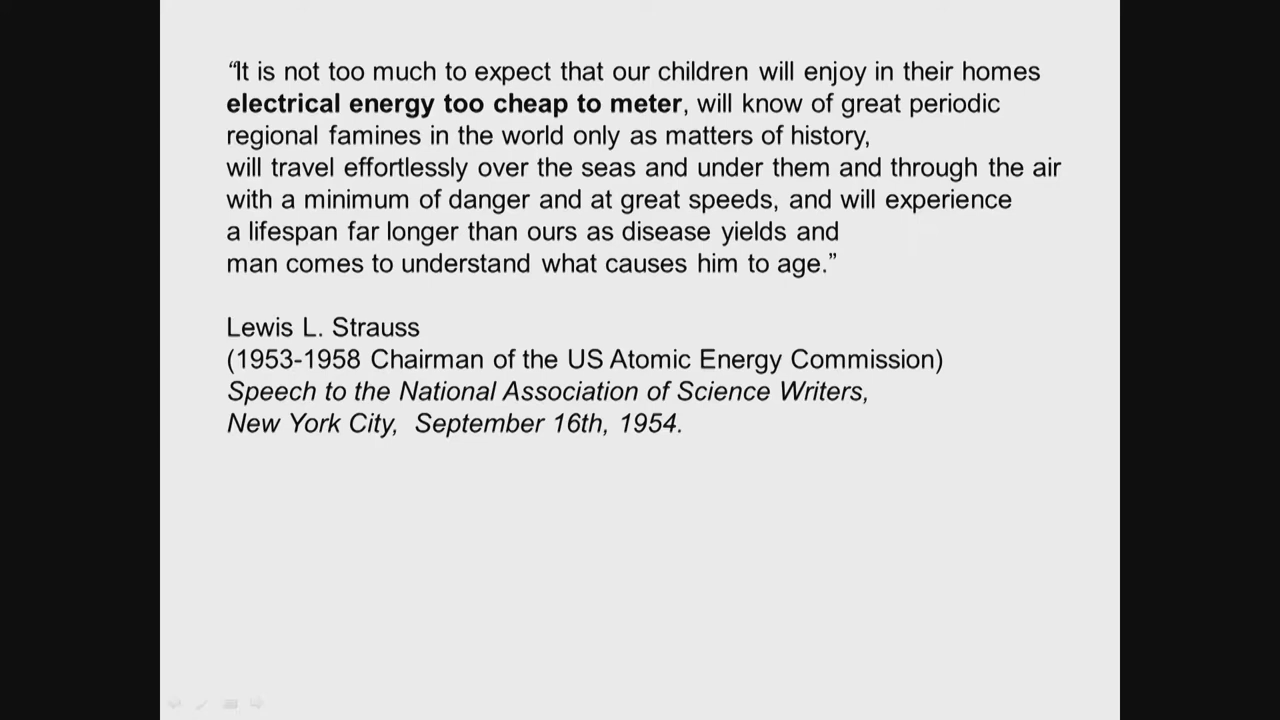 “It is not too much to expect that our children will enjoy in their homes
electrical energy too cheap to meter, will know of great periodic
regional famines in the world only as matters of history,
will travel effortlessly over the seas and under them and through the air
with a minimum of danger and at great speeds, and will experience
a lifespan far longer than ours as disease yields and
man comes to understand what causes him to age.”
Lewis L. Strauss
(1953-1958 Chairman of the US Atomic Energy Commission)
Speech to the National Association of Science Writers,
New York City,  September 16th, 1954.